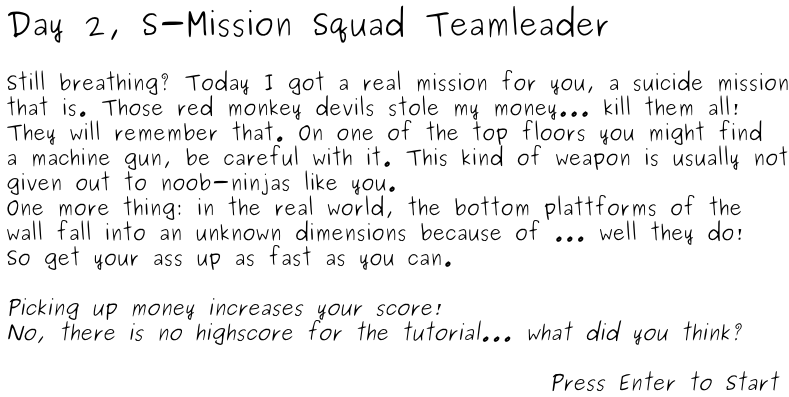 Day 2, S-Mission Squad Teamleader
Still breathing? Today I got a real mission for you, a suicide mission
that is. Those red monkey devils stole my money... kill them all!
They will remember that. On one of the top floors you might find
a machine gun, be careful with it. This kind of weapon is usually not
given out to noob-ninjas like you.
One more thing: in the real world, the bottom plattforms of the
wall fall into an unknown dimensions because of ... well they do!
So get your ass up as fast as you can.
Picking up money increases your score!
No, there is no highscore for the tutorial... what did you think?
Press Enter to Start